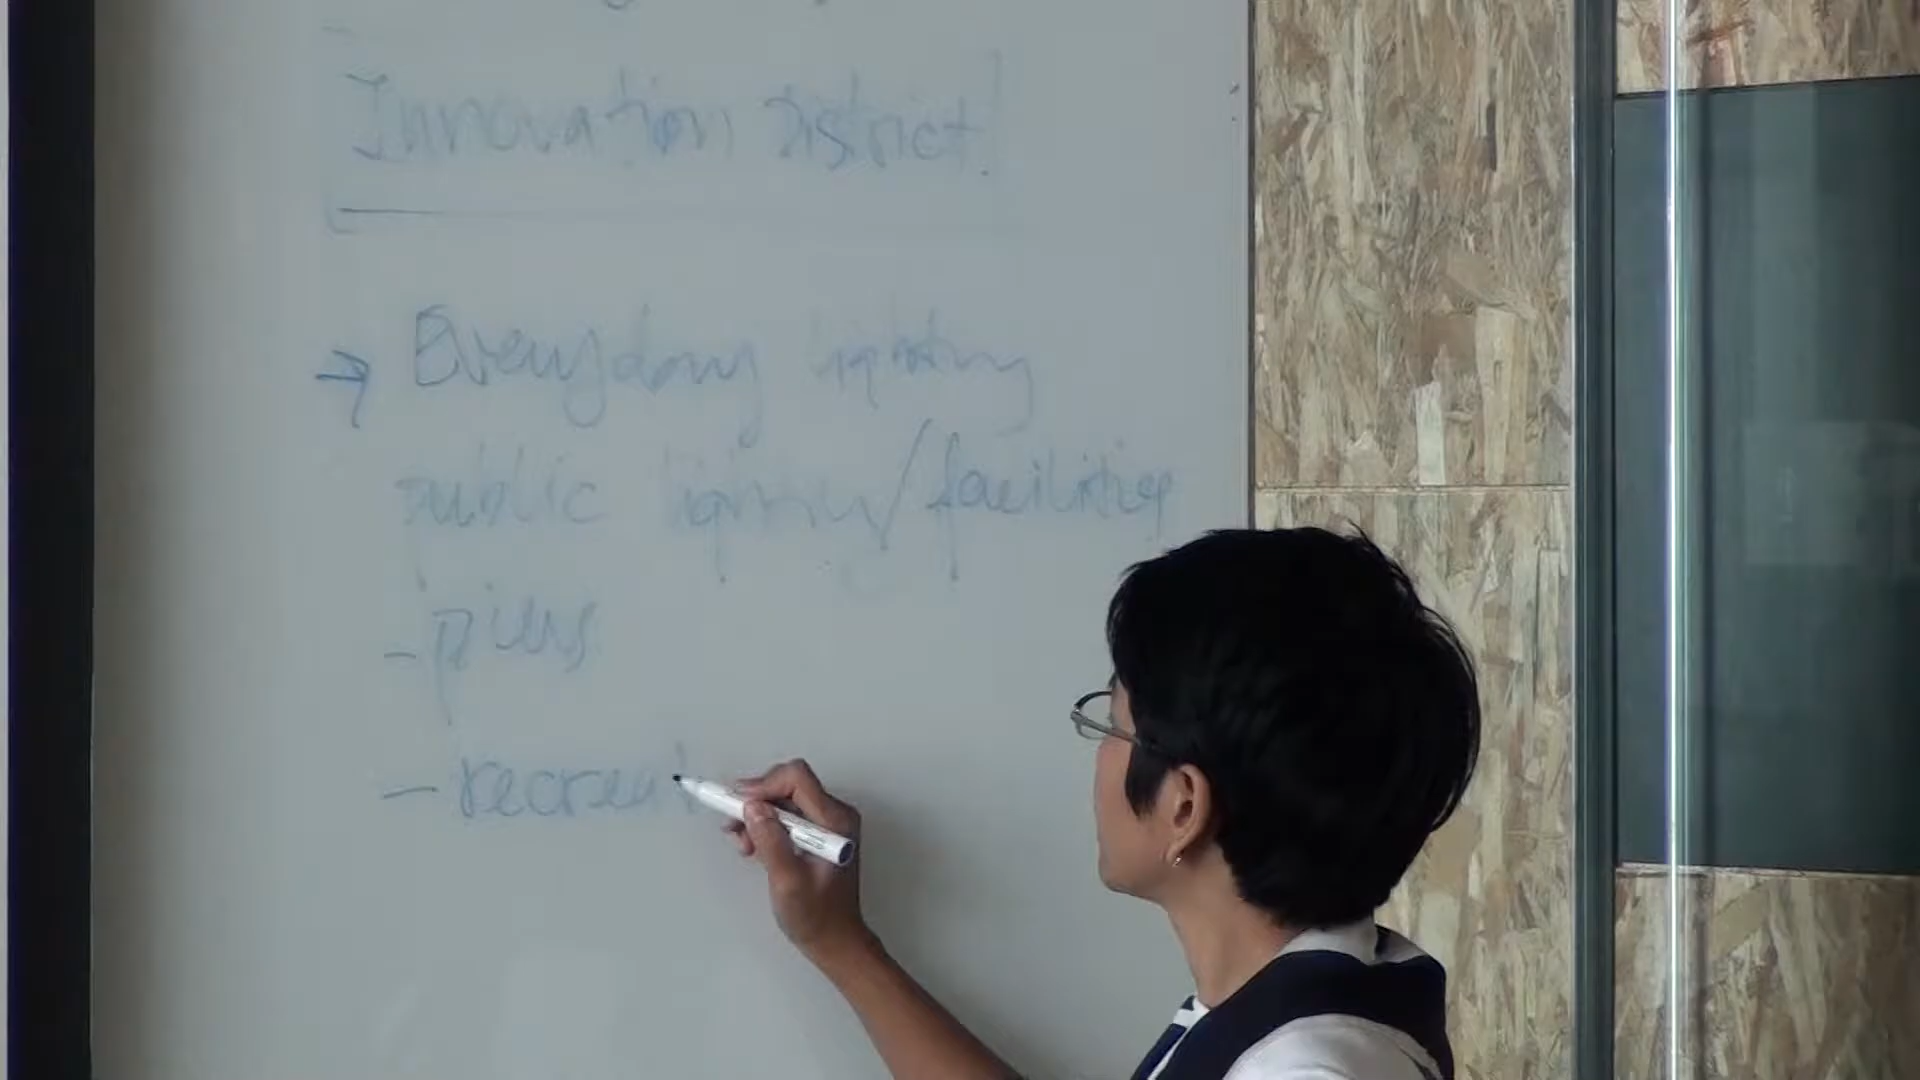 Innovation District
→ Everyday lighting
public lighting/facilities
- piers
- recreat